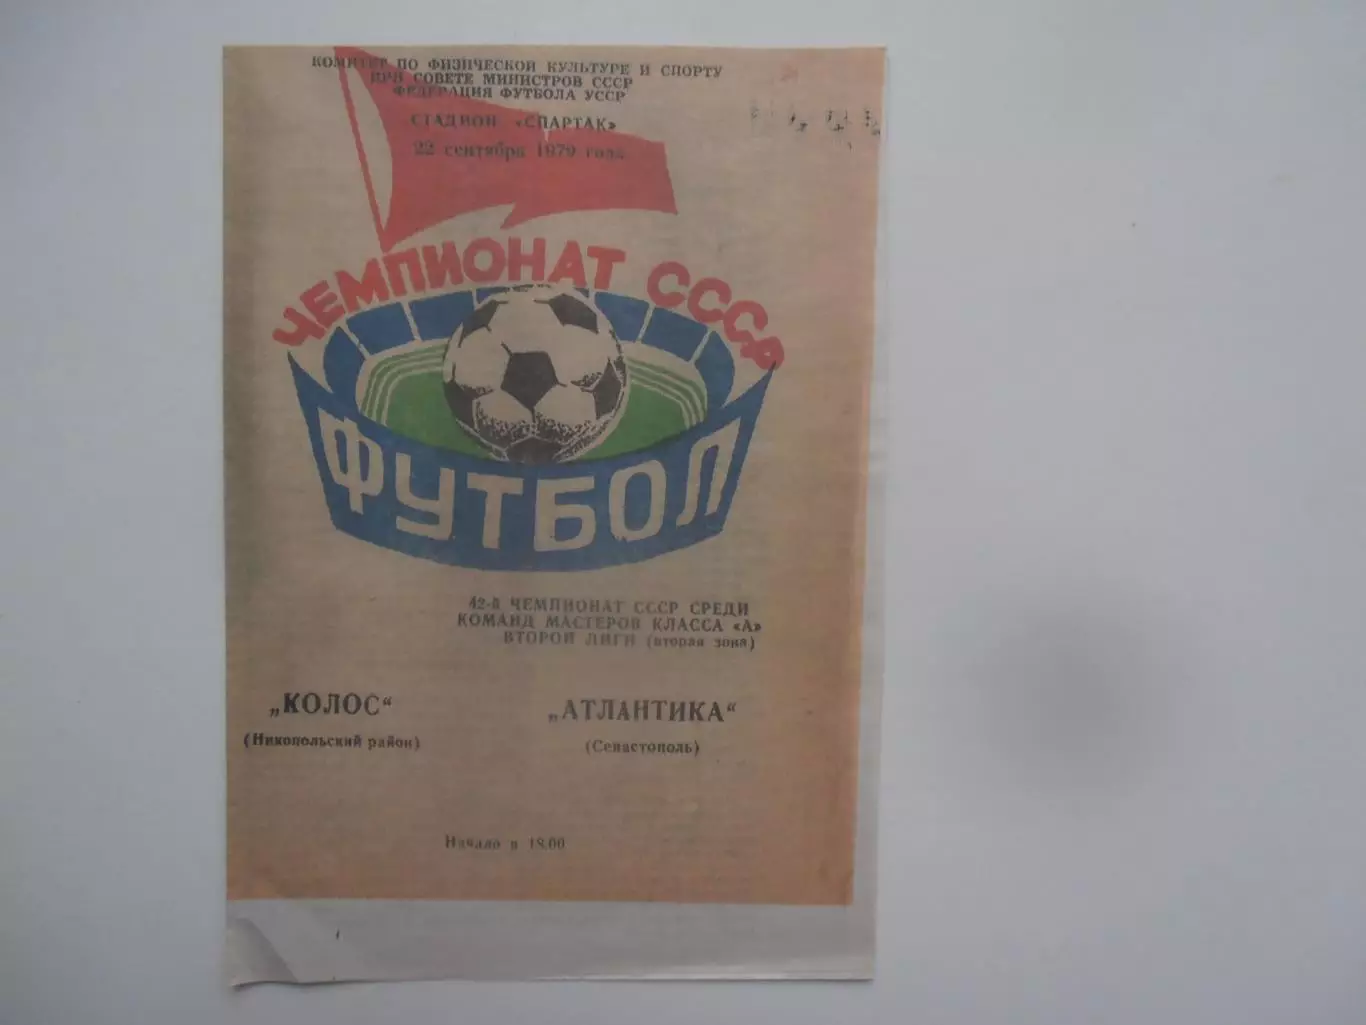 КОМИТЕТ ПО ФИЗИЧЕСКОЙ КУЛЬТУРЕ И СПОРТУ
ПРИ СОВЕТЕ МИНИСТРОВ СССР
ФЕДЕРАЦИЯ ФУТБОЛА УССР
СТАДИОН «СПАРТАК»
22 сентября 1979 года
ЧЕМПИОНАТ СССР
ФУТБОЛ
42-й ЧЕМПИОНАТ СССР СРЕДИ
КОМАНД МАСТЕРОВ КЛАССА «А»
ВТОРОЙ ЛИГИ (вторая зона)
„КОЛОС“ „АТЛАНТИКА“
(Никопольский район) (Севастополь)
Начало в 18.00